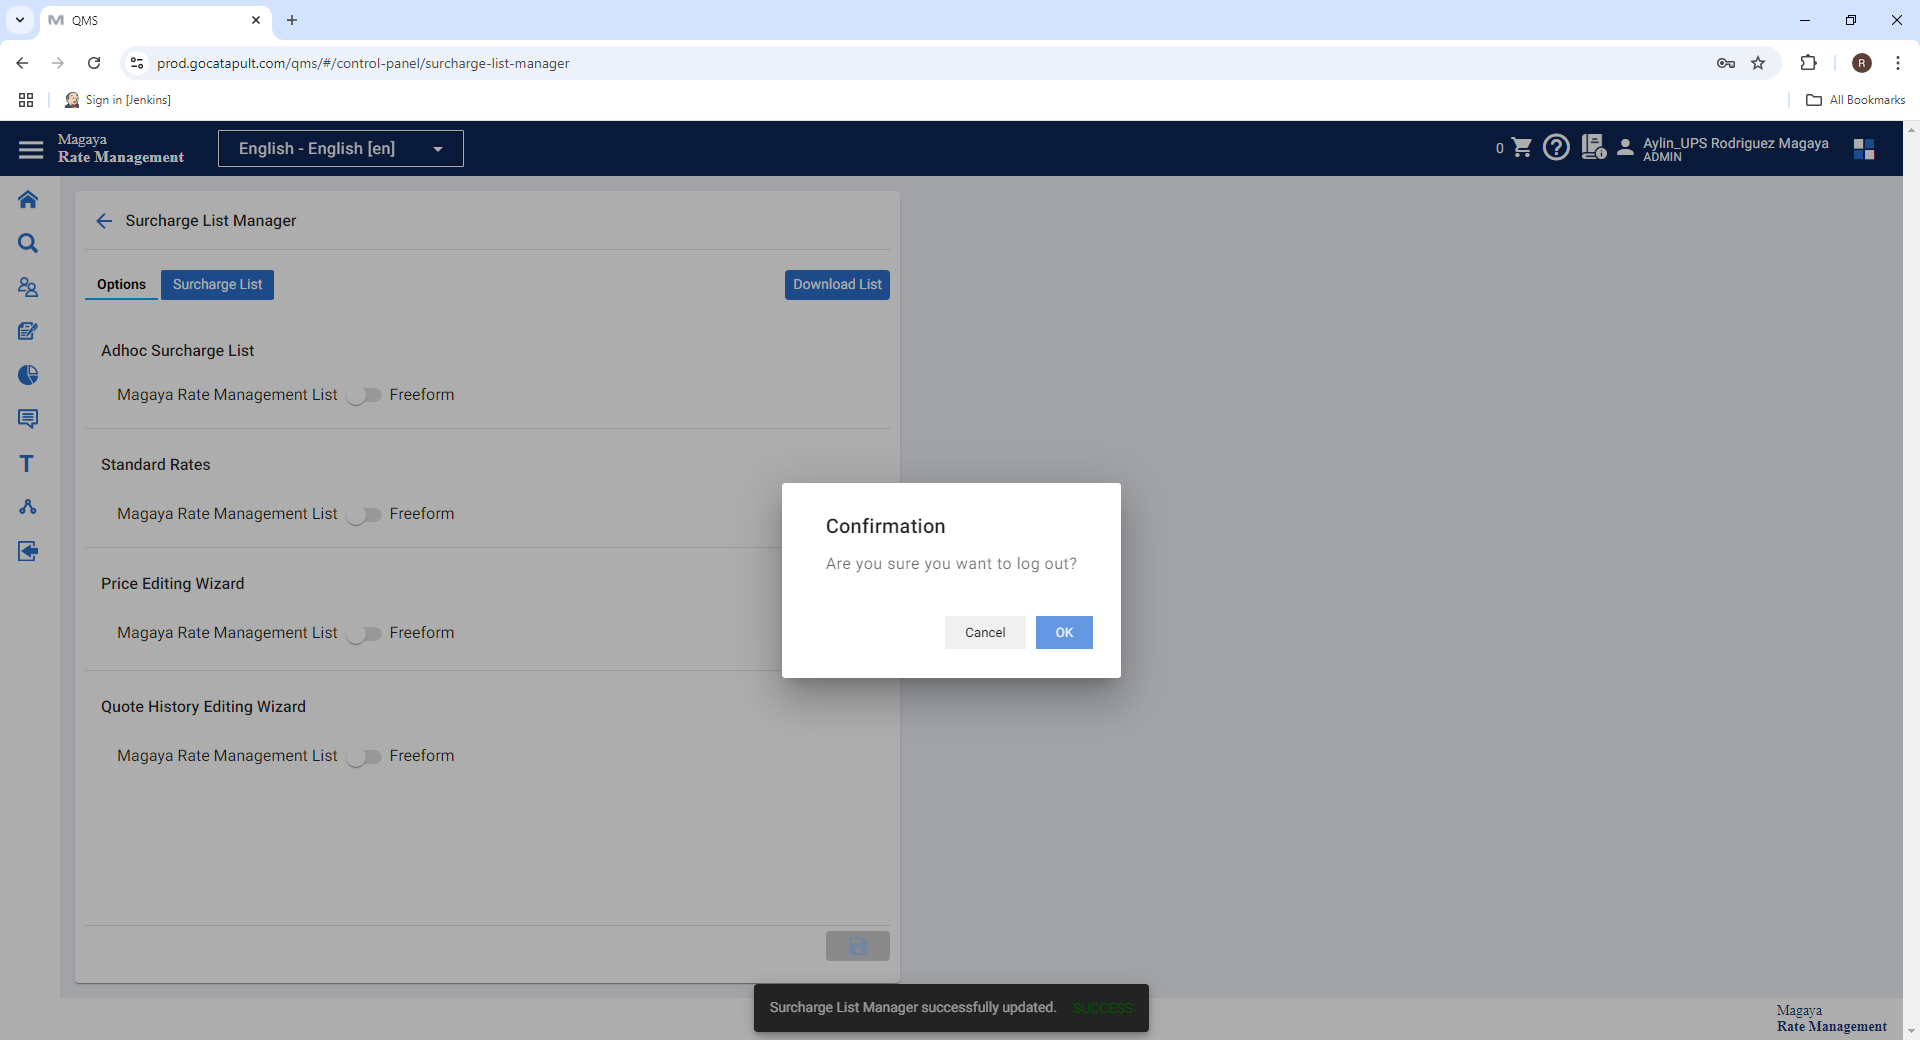 QMS
prod.gocatapult.com/qms/#/control-panel/surcharge-list-manager
R
Sign in [Jenkins]
All Bookmarks
Magaya
Rate Management
English - English [en]
0
Aylin_UPS Rodriguez Magaya
ADMIN
Surcharge List Manager
Options
Surcharge List
Download List
Adhoc Surcharge List
Magaya Rate Management List Freeform
Standard Rates
Magaya Rate Management List Freeform
Price Editing Wizard
Magaya Rate Management List Freeform
Quote History Editing Wizard
Magaya Rate Management List Freeform
Confirmation
Are you sure you want to log out?
Cancel
OK
Surcharge List Manager successfully updated. SUCCESS
Magaya
Rate Management